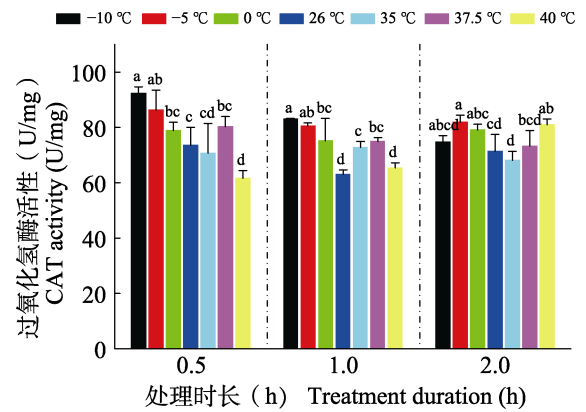 −10 ℃ −5 ℃ 0 ℃ 26 ℃ 35 ℃ 37.5 ℃ 40 ℃
过氧化氢酶活性（U/mg）
CAT activity (U/mg)
100
80
60
40
20
0
a ab bc c cd bc d
a ab bc d c bc d
abcd a abc cd d bcd ab
0.5 1.0 2.0
处理时长（h） Treatment duration (h)